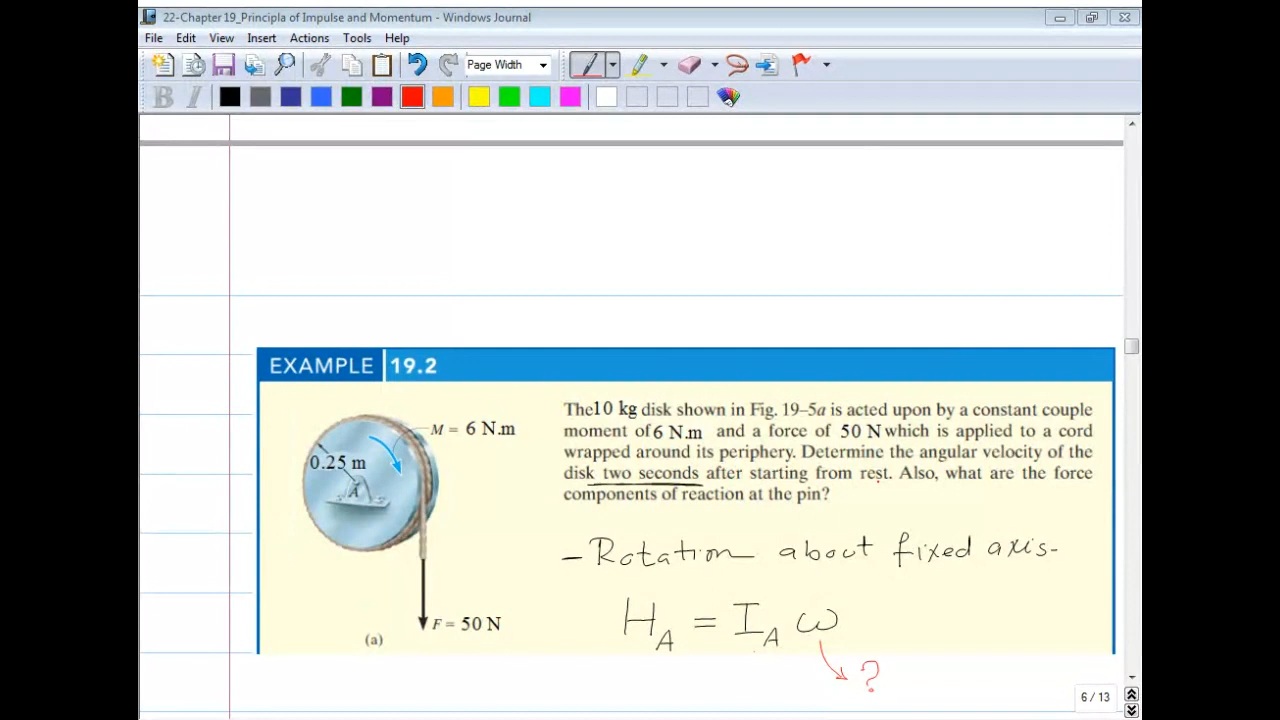 22-Chapter 19_Principla of Impulse and Momentum - Windows Journal
File Edit View Insert Actions Tools Help
Page Width
B I
EXAMPLE 19.2
M = 6 N.m
0.25 m
A
F = 50 N
(a)
The 10 kg disk shown in Fig. 19–5a is acted upon by a constant couple
moment of 6 N.m and a force of 50 N which is applied to a cord
wrapped around its periphery. Determine the angular velocity of the
disk two seconds after starting from rest. Also, what are the force
components of reaction at the pin?
- Rotation about fixed axis-
H_A = I_A ω
?
6 / 13